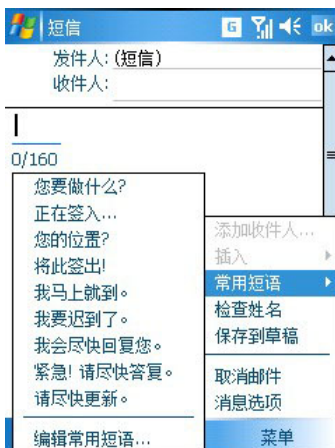 短信
G
ok
发件人: (短信)
收件人:
0/160
您要做什么?
正在签入...
您的位置?
将此签出!
我马上就到。
我要迟到了。
我会尽快回复您。
紧急! 请尽快答复。
请尽快更新。
编辑常用短语...
添加收件人...
插入
常用短语
检查姓名
保存到草稿
取消邮件
消息选项
菜单